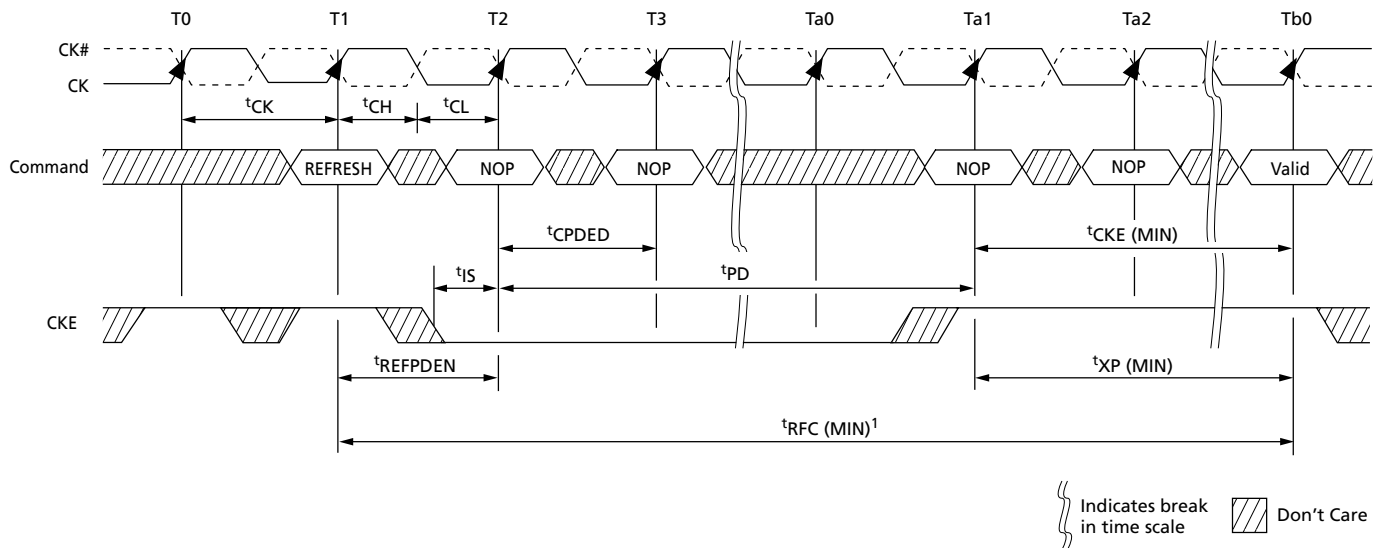 T0 T1 T2 T3 Ta0 Ta1 Ta2 Tb0
CK#
CK
tCK tCH tCL
Command REFRESH NOP NOP NOP NOP Valid
tCPDED tCKE (MIN)
tIS tPD
CKE
tREFPDEN tXP (MIN)
tRFC (MIN)1
Indicates break
in time scale
Don't Care